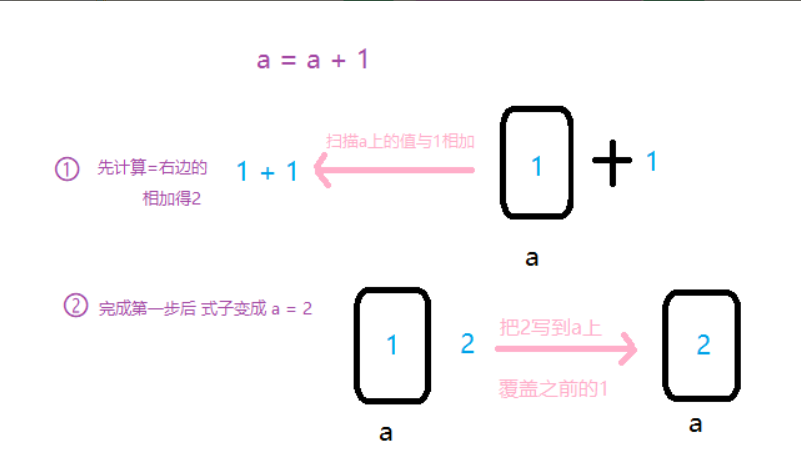 a = a + 1
扫描a上的值与1相加
① 先计算=右边的 1 + 1 1 + 1
相加得2
a
② 完成第一步后 式子变成 a = 2
把2写到a上
1 2 2
覆盖之前的1
a a